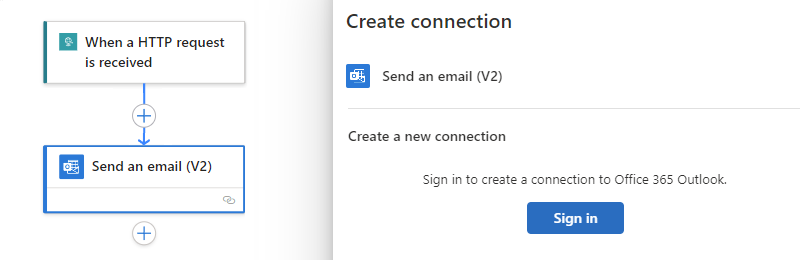 When a HTTP request
is received
Send an email (V2)
Create connection
Send an email (V2)
Create a new connection
Sign in to create a connection to Office 365 Outlook.
Sign in